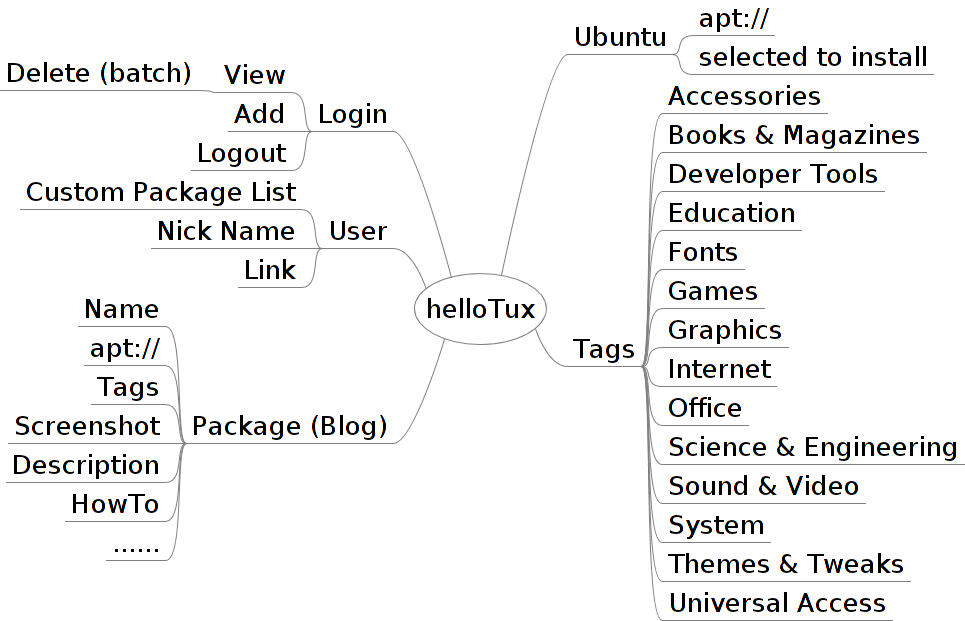 helloTux
Login
View
Delete (batch)
Add
Logout
User
Custom Package List
Nick Name
Link
Package (Blog)
Name
apt://
Tags
Screenshot
Description
HowTo
......
Ubuntu
apt://
selected to install
Tags
Accessories
Books & Magazines
Developer Tools
Education
Fonts
Games
Graphics
Internet
Office
Science & Engineering
Sound & Video
System
Themes & Tweaks
Universal Access